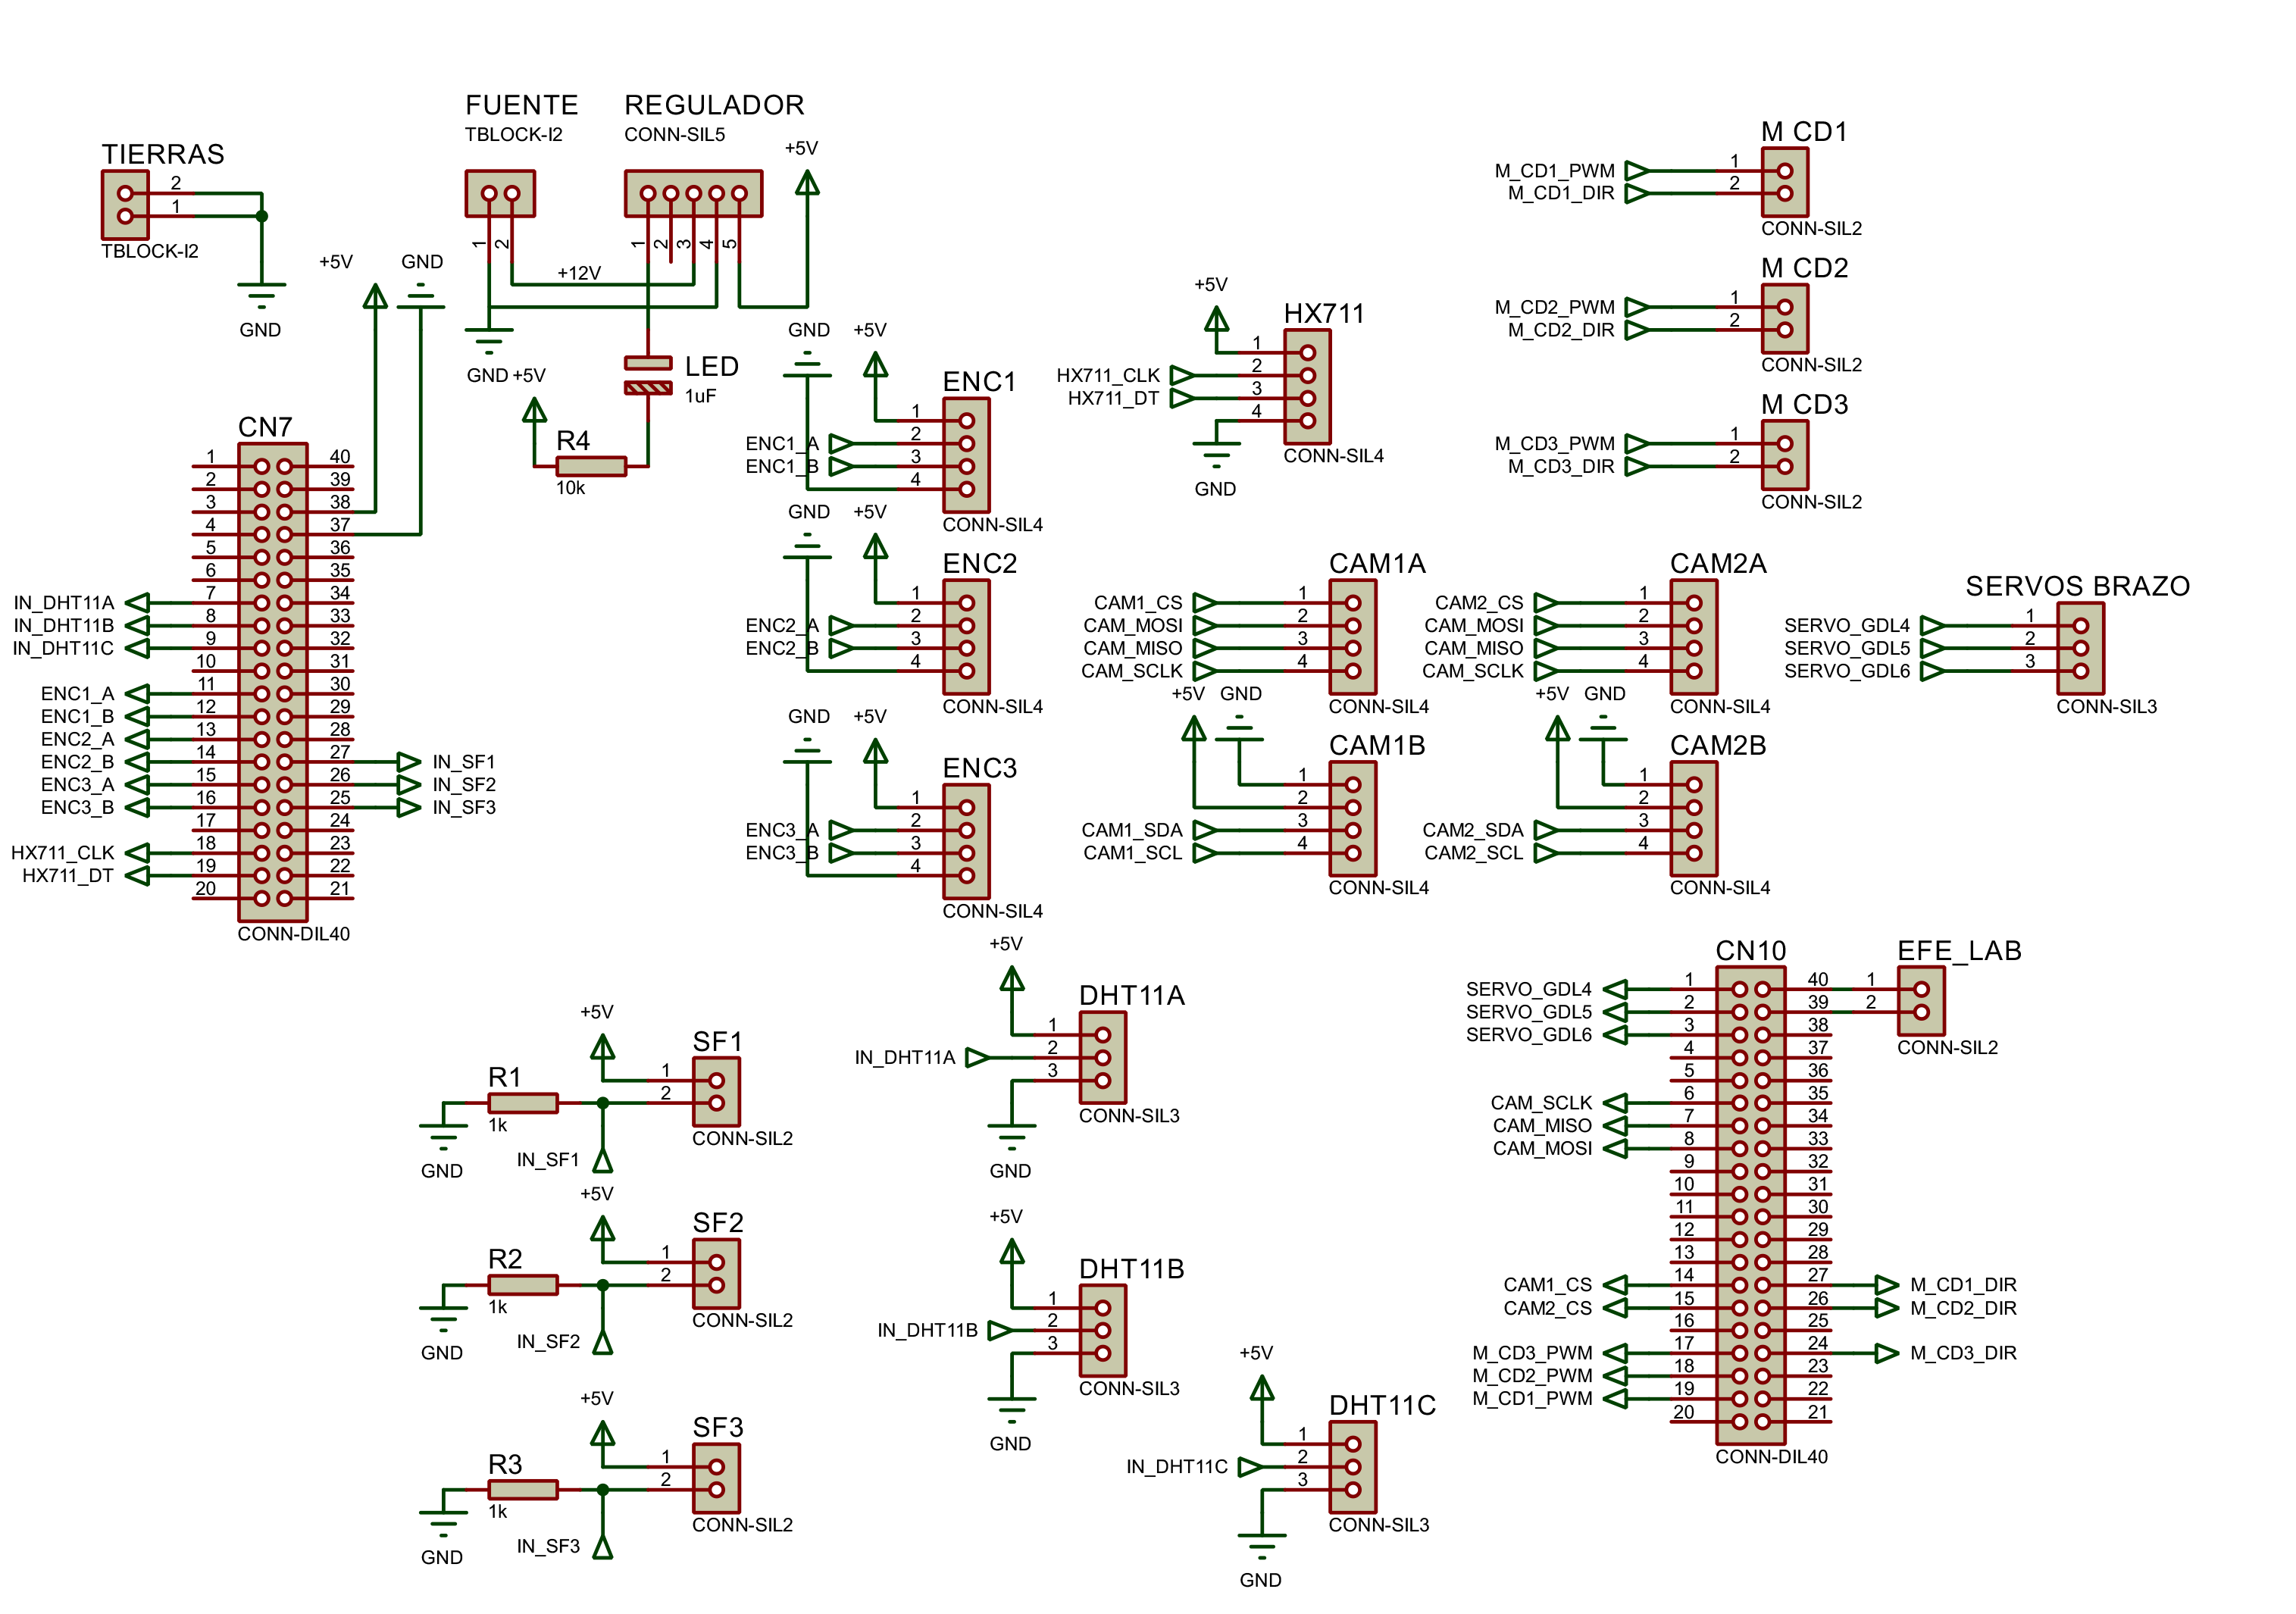 TIERRAS
2
1
TBLOCK-I2
GND
FUENTE
TBLOCK-I2
1
2
+12V
GND
REGULADOR
CONN-SIL5
1
2
3
4
5
+5V
LED
1uF
+5V
R4
10k
+5V
GND
CN7
1
2
3
4
5
6
IN_DHT11A 7
IN_DHT11B 8
IN_DHT11C 9
10
ENC1_A 11
ENC1_B 12
ENC2_A 13
ENC2_B 14
ENC3_A 15
ENC3_B 16
17
HX711_CLK 18
HX711_DT 19
20
40
39
38
37
36
35
34
33
32
31
30
29
28
27 IN_SF1
26 IN_SF2
25 IN_SF3
24
23
22
21
CONN-DIL40
GND +5V
ENC1
1
ENC1_A 2
ENC1_B 3
4
CONN-SIL4
GND +5V
ENC2
1
ENC2_A 2
ENC2_B 3
4
CONN-SIL4
GND +5V
ENC3
1
ENC3_A 2
ENC3_B 3
4
CONN-SIL4
+5V
HX711
1
HX711_CLK 2
HX711_DT 3
4
CONN-SIL4
GND
M CD1
M_CD1_PWM 1
M_CD1_DIR 2
CONN-SIL2
M CD2
M_CD2_PWM 1
M_CD2_DIR 2
CONN-SIL2
M CD3
M_CD3_PWM 1
M_CD3_DIR 2
CONN-SIL2
CAM1A
CAM1_CS 1
CAM_MOSI 2
CAM_MISO 3
CAM_SCLK 4
CONN-SIL4
CAM2A
CAM2_CS 1
CAM_MOSI 2
CAM_MISO 3
CAM_SCLK 4
CONN-SIL4
SERVOS BRAZO
SERVO_GDL4 1
SERVO_GDL5 2
SERVO_GDL6 3
CONN-SIL3
+5V GND
CAM1B
1
2
CAM1_SDA 3
CAM1_SCL 4
CONN-SIL4
+5V GND
CAM2B
1
2
CAM2_SDA 3
CAM2_SCL 4
CONN-SIL4
+5V
SF1
R1
1k
1
2
IN_SF1
GND
CONN-SIL2
+5V
SF2
R2
1k
1
2
IN_SF2
GND
CONN-SIL2
+5V
SF3
R3
1k
1
2
IN_SF3
GND
CONN-SIL2
+5V
DHT11A
1
IN_DHT11A 2
3
CONN-SIL3
GND
+5V
DHT11B
1
IN_DHT11B 2
3
CONN-SIL3
GND
+5V
DHT11C
1
IN_DHT11C 2
3
CONN-SIL3
GND
CN10
SERVO_GDL4 1
SERVO_GDL5 2
SERVO_GDL6 3
4
5
CAM_SCLK 6
CAM_MISO 7
CAM_MOSI 8
9
10
11
12
13
CAM1_CS 14
CAM2_CS 15
16
M_CD3_PWM 17
M_CD2_PWM 18
M_CD1_PWM 19
20
40
39
38
37
36
35
34
33
32
31
30
29
28
27 M_CD1_DIR
26 M_CD2_DIR
25
24 M_CD3_DIR
23
22
21
CONN-DIL40
EFE_LAB
1
2
CONN-SIL2